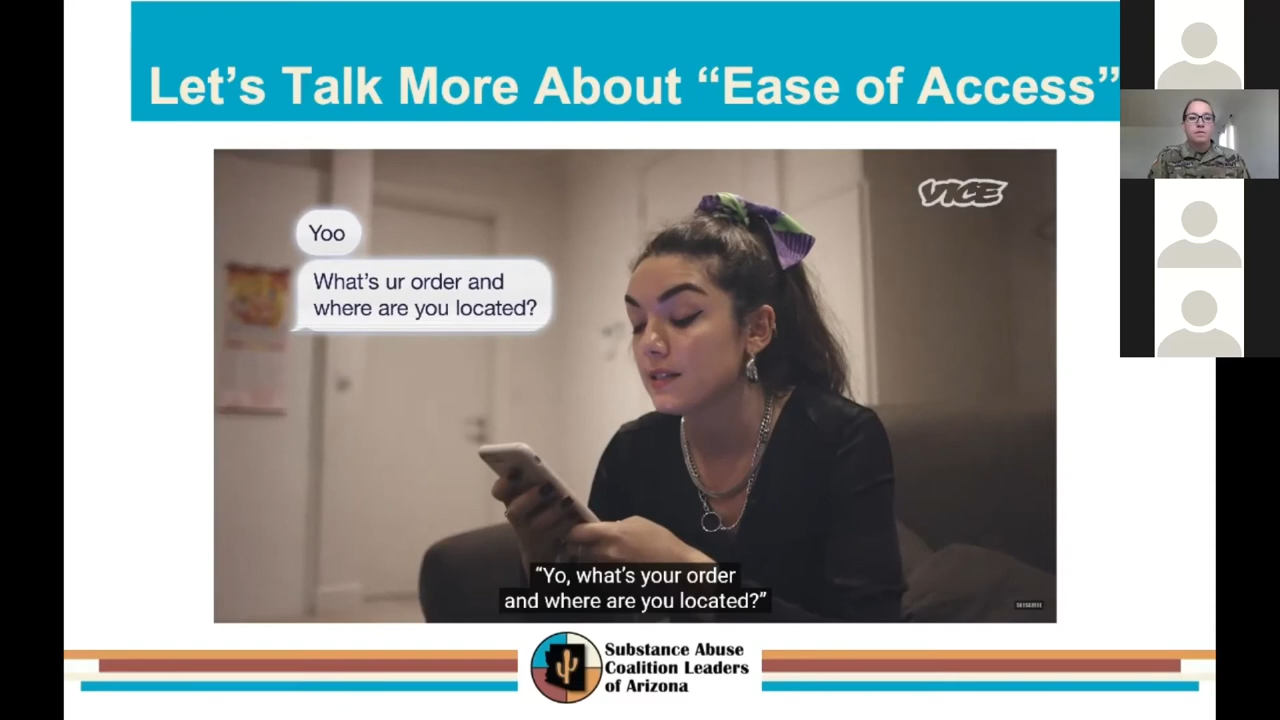 Let’s Talk More About “Ease of Access”
VICE
Yoo
What’s ur order and
where are you located?
“Yo, what’s your order
and where are you located?”
Substance Abuse
Coalition Leaders
of Arizona